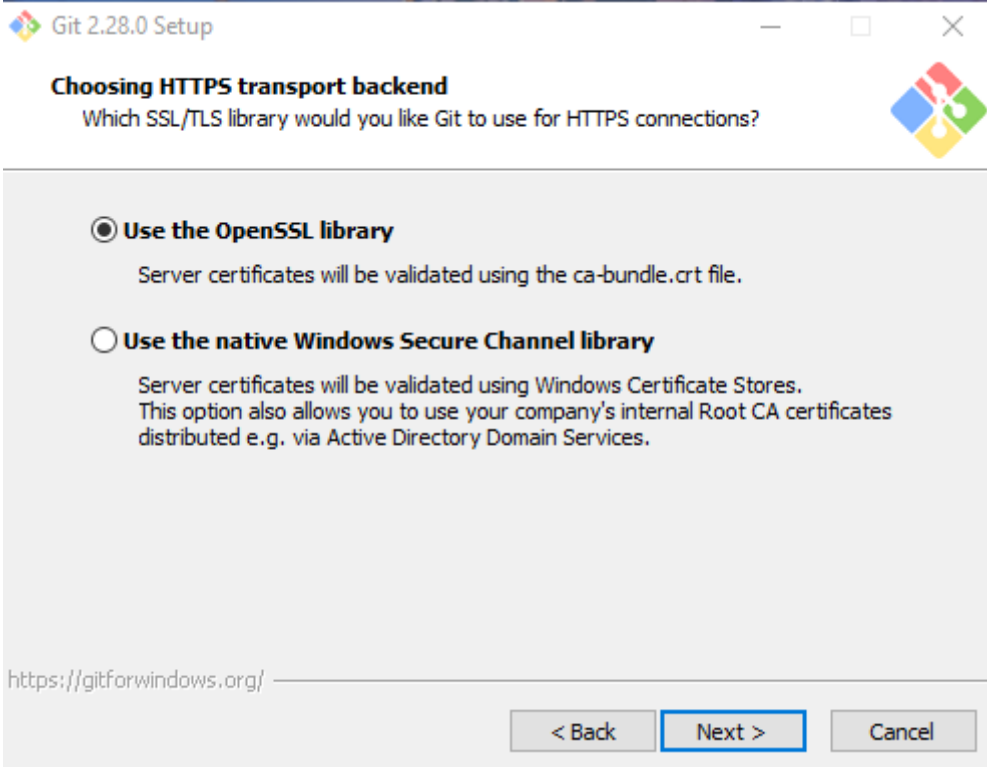 Git 2.28.0 Setup
Choosing HTTPS transport backend
Which SSL/TLS library would you like Git to use for HTTPS connections?
Use the OpenSSL library
Server certificates will be validated using the ca-bundle.crt file.
Use the native Windows Secure Channel library
Server certificates will be validated using Windows Certificate Stores.
This option also allows you to use your company's internal Root CA certificates
distributed e.g. via Active Directory Domain Services.
https://gitforwindows.org/
< Back Next > Cancel